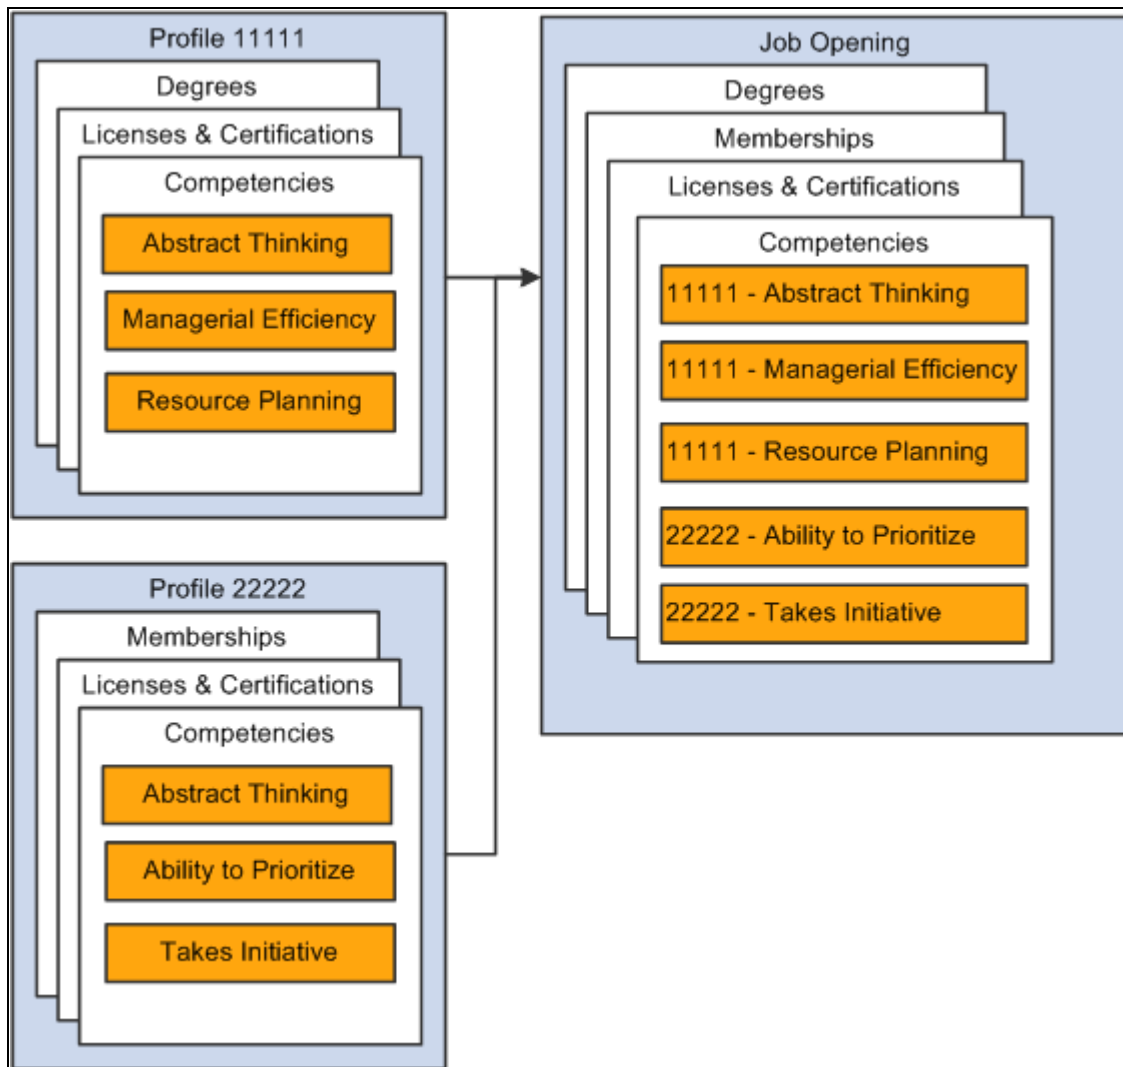 Profile 11111
Degrees
Licenses & Certifications
Competencies
Abstract Thinking
Managerial Efficiency
Resource Planning
Profile 22222
Memberships
Licenses & Certifications
Competencies
Abstract Thinking
Ability to Prioritize
Takes Initiative
Job Opening
Degrees
Memberships
Licenses & Certifications
Competencies
11111 - Abstract Thinking
11111 - Managerial Efficiency
11111 - Resource Planning
22222 - Ability to Prioritize
22222 - Takes Initiative